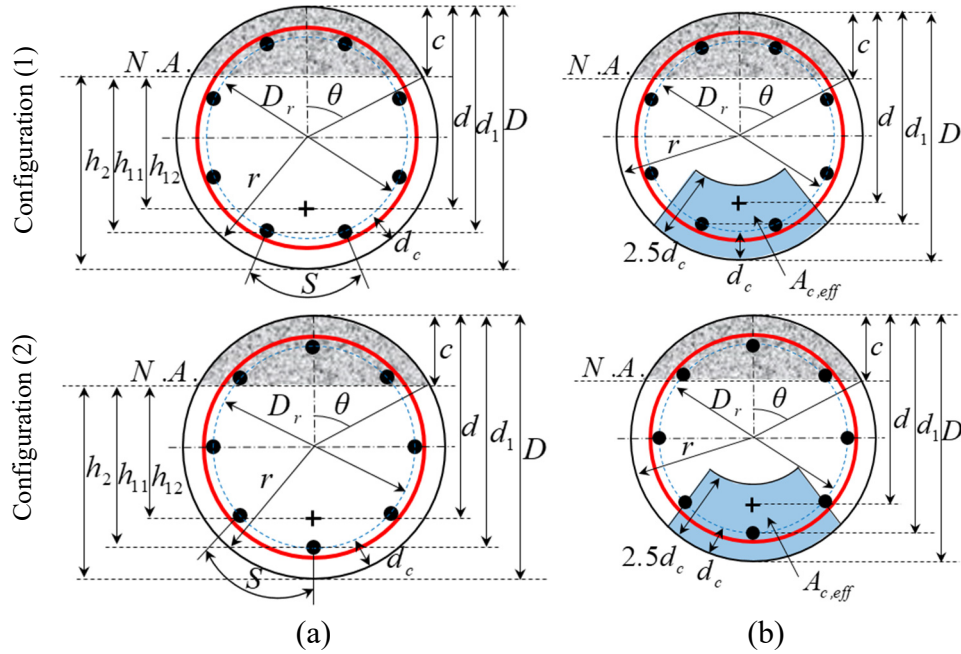 Configuration (1)
N.A.
c
D_r
θ
d
d_1
D
h_2
h_11
h_12
r
d_c
S
N.A.
c
D_r
θ
d
d_1
D
r
2.5d_c
d_c
A_c,eff
Configuration (2)
N.A.
c
D_r
θ
d
d_1
D
h_2
h_11
h_12
r
d_c
S
N.A.
c
D_r
θ
d
d_1
D
r
2.5d_c
d_c
A_c,eff
(a)
(b)